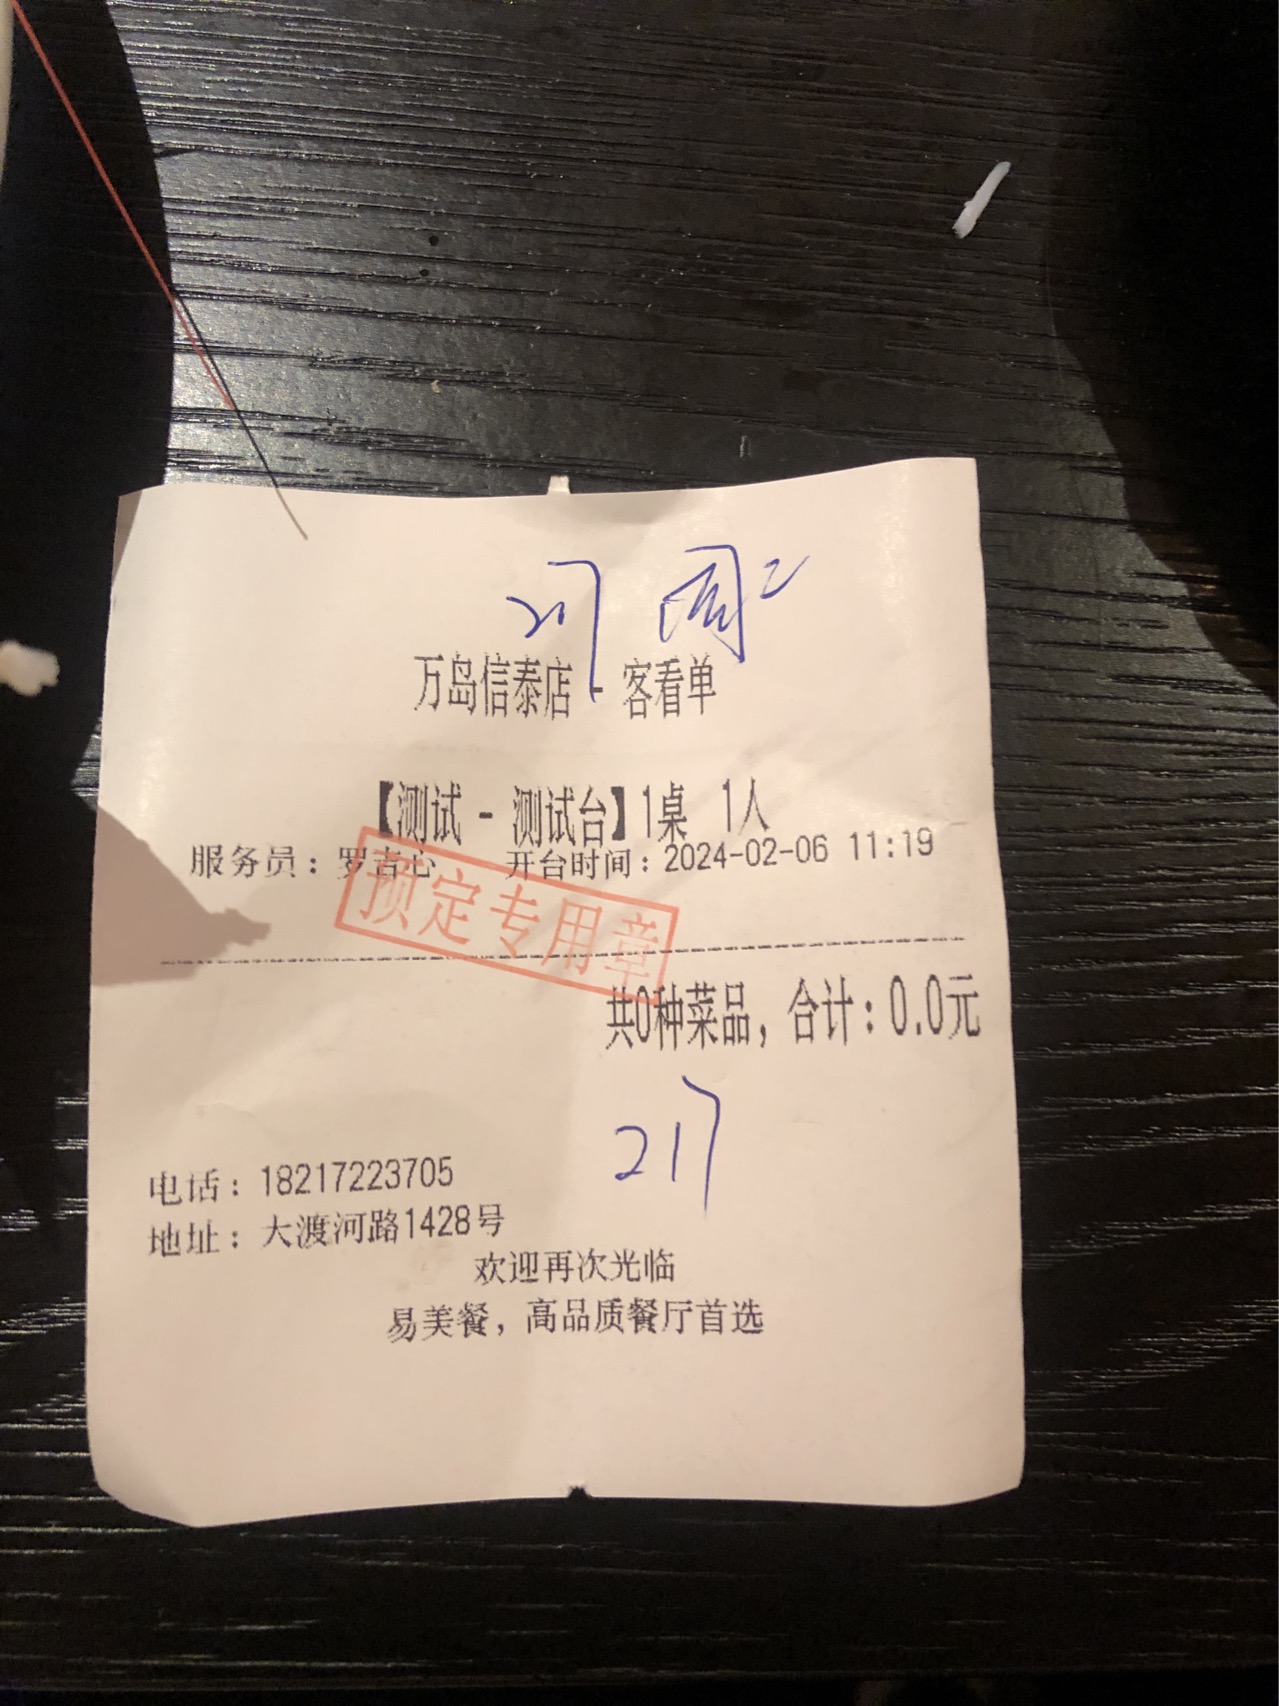 217 周二
万岛信泰店 - 客看单
【测试 - 测试台】1桌 1人
服务员：罗吉心 开台时间：2024-02-06 11:19
预定专用章
共0种菜品，合计：0.0元
217
电话：18217223705
地址：大渡河路1428号
欢迎再次光临
易美餐，高品质餐厅首选